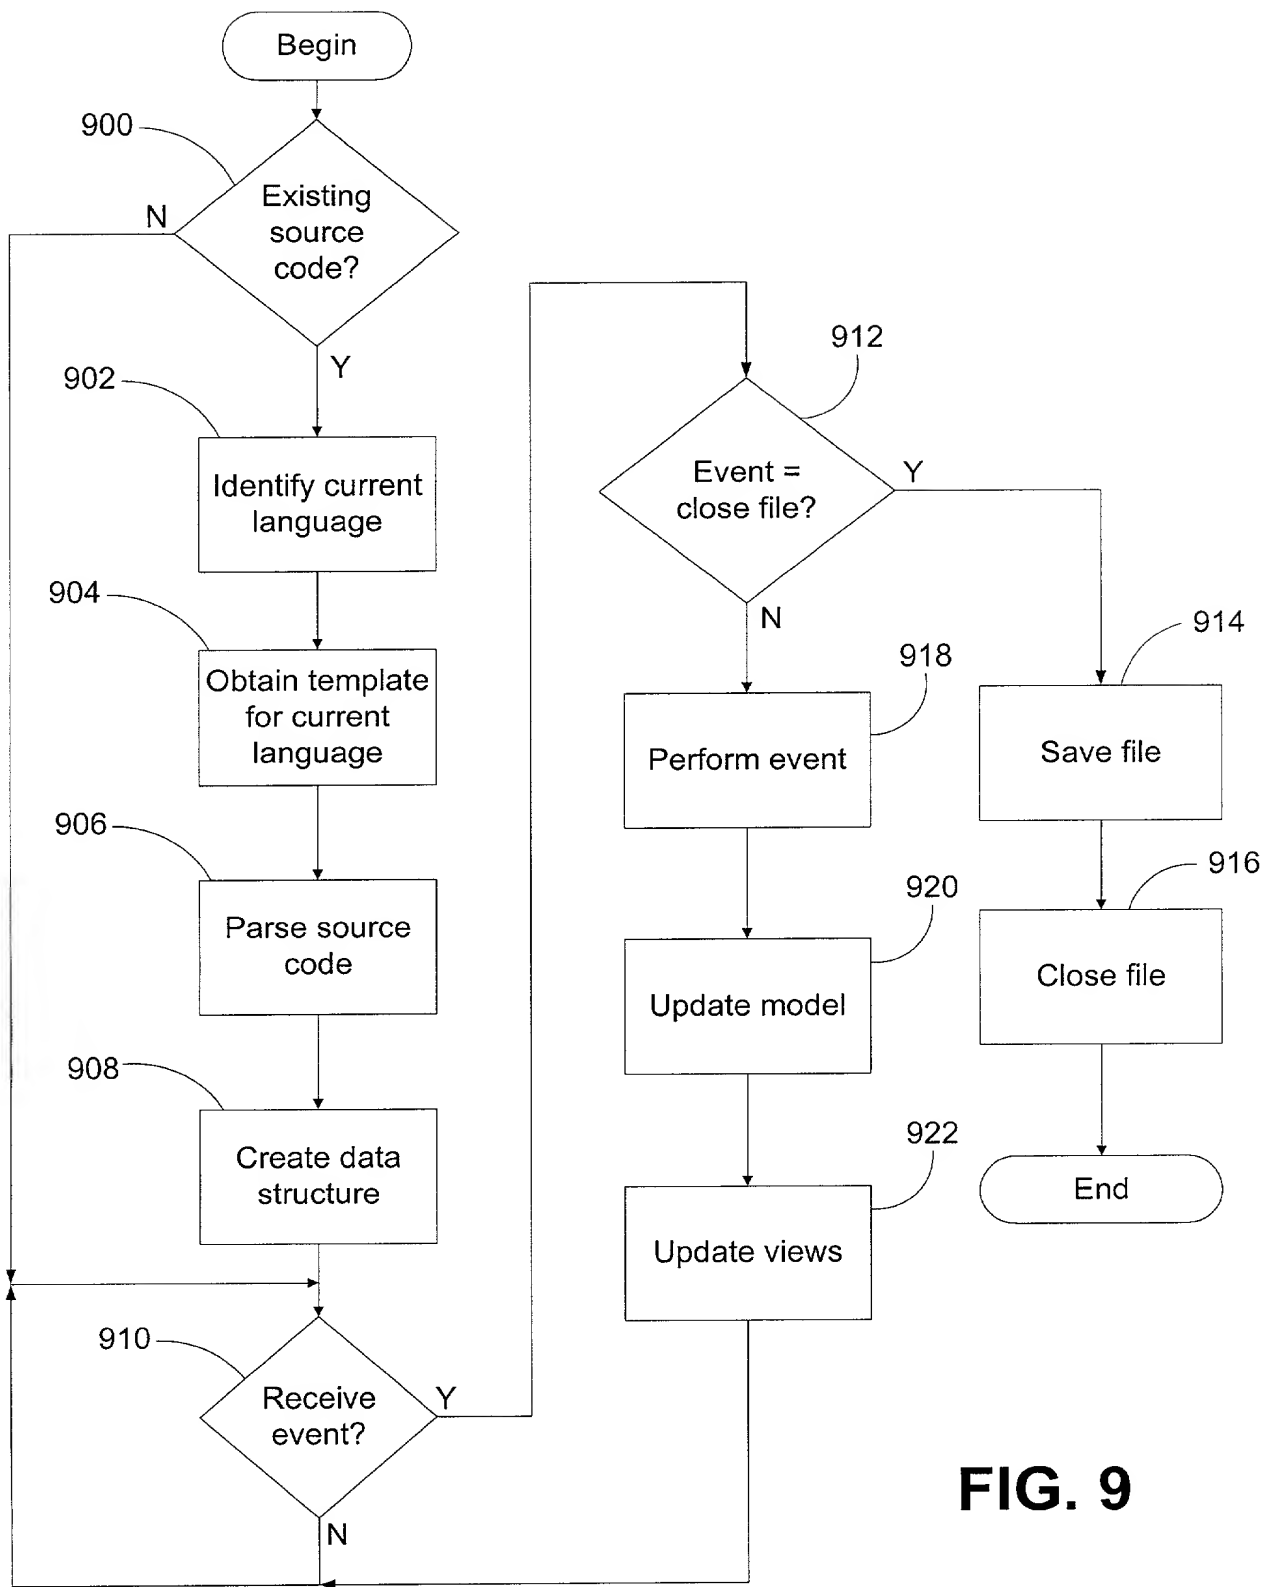 Begin
900
Existing
source
code?
N
Y
902
Identify current
language
904
Obtain template
for current
language
906
Parse source
code
908
Create data
structure
910
Receive
event?
Y
N
912
Event =
close file?
Y
N
918
Perform event
920
Update model
922
Update views
914
Save file
916
Close file
End
FIG. 9